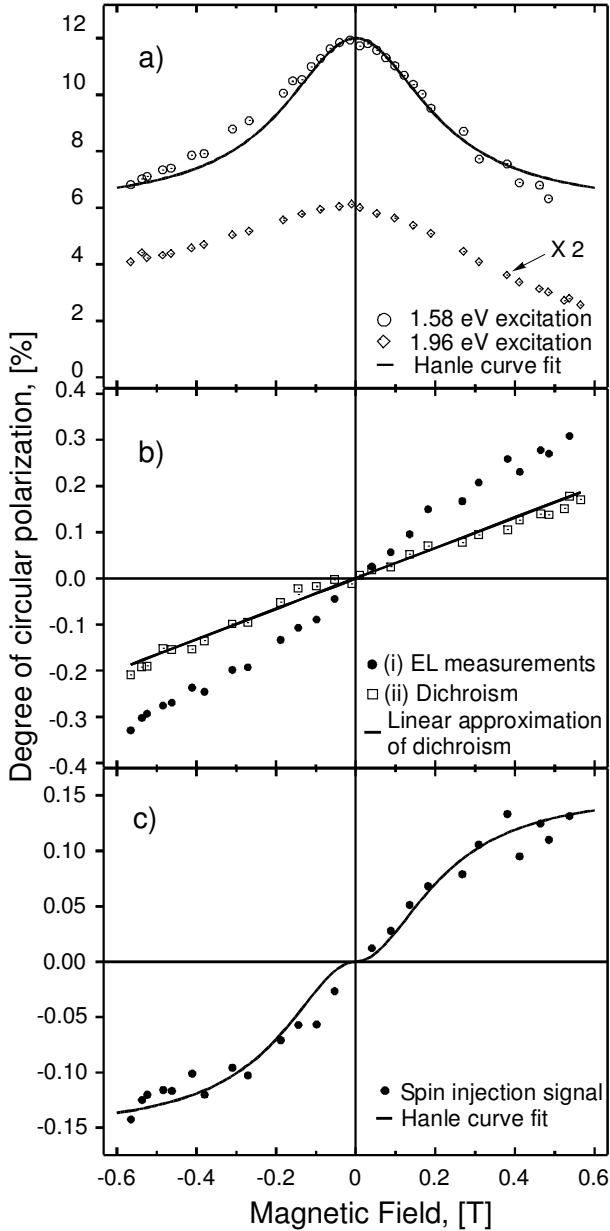 Degree of circular polarization, [%]
12
10
8
6
4
2
0
a)
X 2
1.58 eV excitation
1.96 eV excitation
Hanle curve fit
0.4
0.3
0.2
0.1
0.0
-0.1
-0.2
-0.3
-0.4
b)
(i) EL measurements
(ii) Dichroism
Linear approximation
of dichroism
0.15
0.10
0.05
0.00
-0.05
-0.10
-0.15
c)
Spin injection signal
Hanle curve fit
-0.6 -0.4 -0.2 0 0.2 0.4 0.6
Magnetic Field, [T]